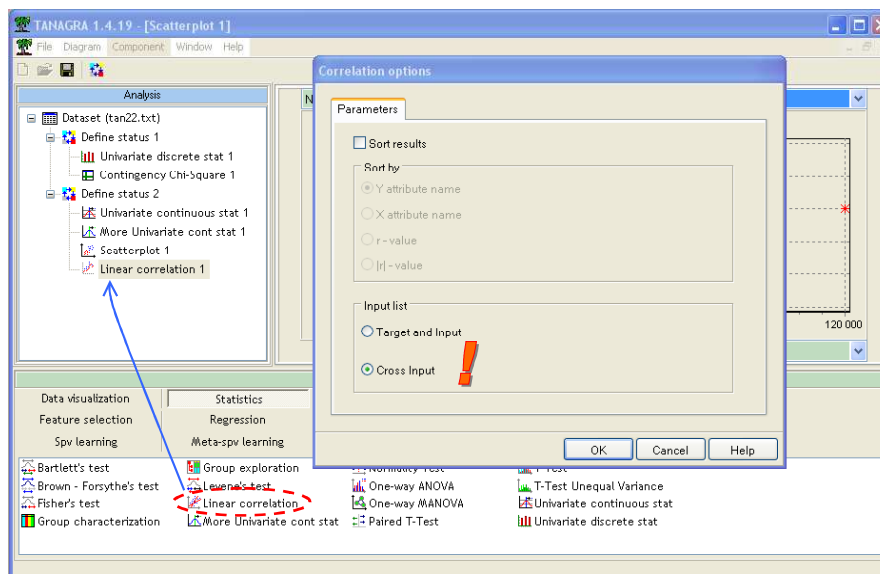 TANAGRA 1.4.19 - [Scatterplot 1]
File Diagram Component Window Help
Analysis
Dataset (tan22.txt)
Define status 1
Univariate discrete stat 1
Contingency Chi-Square 1
Define status 2
Univariate continuous stat 1
More Univariate cont stat 1
Scatterplot 1
Linear correlation 1
N
120 000
Correlation options
Parameters
Sort results
Sort by
Y attribute name
X attribute name
r - value
|r| - value
Input list
Target and Input
Cross Input
!
OK Cancel Help
Data visualization Statistics
Feature selection Regression
Spv learning Meta-spv learning
Bartlett's test Group exploration Normality Test T-Test
Brown - Forsythe's test Levene's test One-way ANOVA T-Test Unequal Variance
Fisher's test Linear correlation One-way MANOVA Univariate continuous stat
Group characterization More Univariate cont stat Paired T-Test Univariate discrete stat